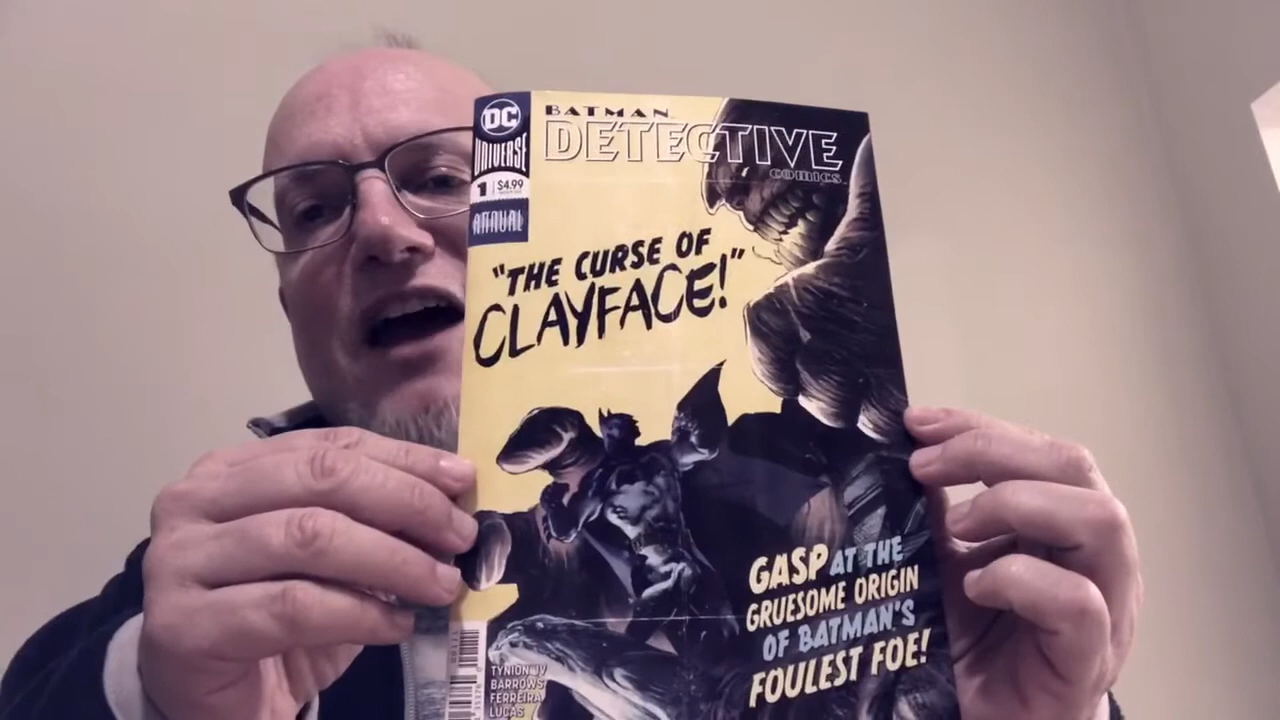 DC
UNIVERSE
1 $4.99
ANNUAL
BATMAN
DETECTIVE
COMICS
"THE CURSE OF
CLAYFACE!"
GASP AT THE
GRUESOME ORIGIN
OF BATMAN'S
FOULEST FOE!
TYNION IV
BARROWS
FERREIRA
LUCAS